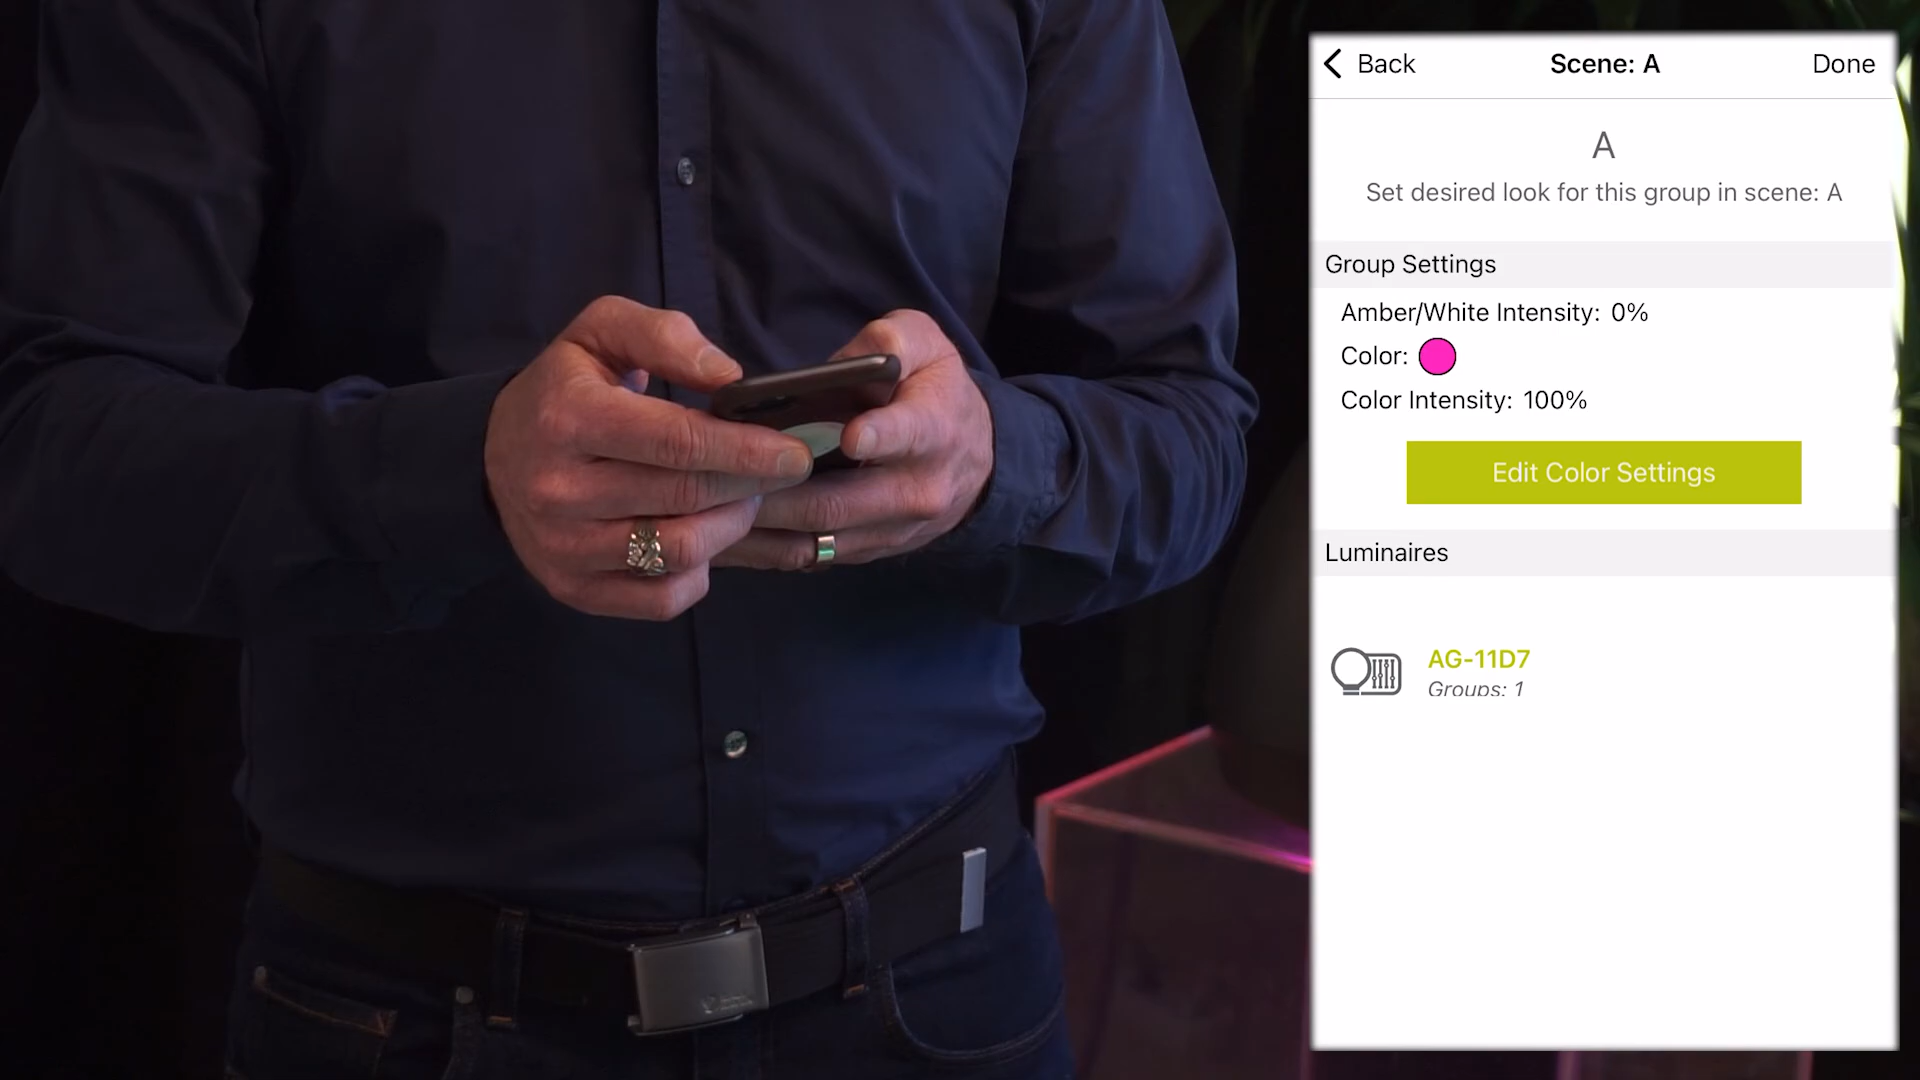 Back
Scene: A
Done
A
Set desired look for this group in scene: A
Group Settings
Amber/White Intensity: 0%
Color:
Color Intensity: 100%
Edit Color Settings
Luminaires
AG-11D7
Groups: 1